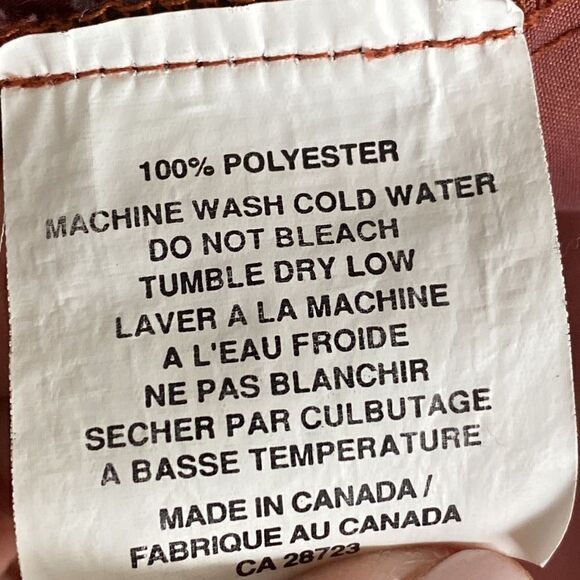 100% POLYESTER
MACHINE WASH COLD WATER
DO NOT BLEACH
TUMBLE DRY LOW
LAVER A LA MACHINE
A L'EAU FROIDE
NE PAS BLANCHIR
SECHER PAR CULBUTAGE
A BASSE TEMPERATURE
MADE IN CANADA /
FABRIQUE AU CANADA
CA 28723